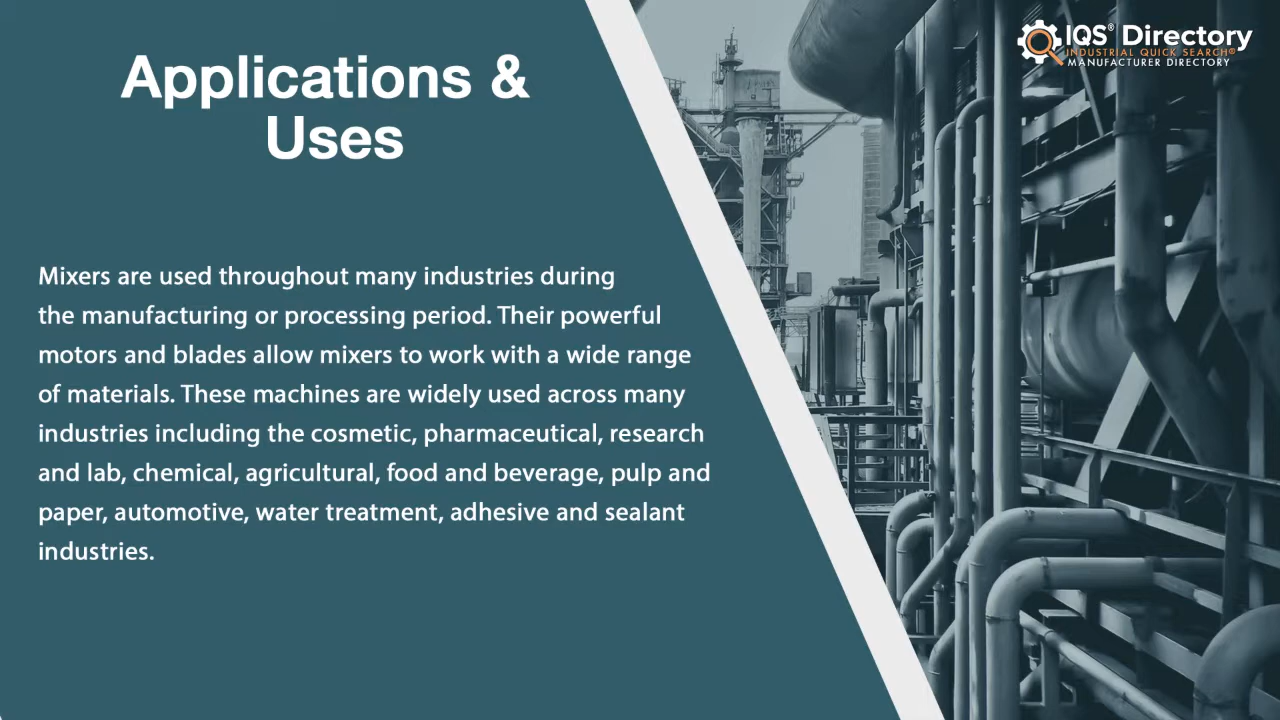 Applications &
Uses
IQS® Directory
INDUSTRIAL QUICK SEARCH®
MANUFACTURER DIRECTORY
Mixers are used throughout many industries during
the manufacturing or processing period. Their powerful
motors and blades allow mixers to work with a wide range
of materials. These machines are widely used across many
industries including the cosmetic, pharmaceutical, research
and lab, chemical, agricultural, food and beverage, pulp and
paper, automotive, water treatment, adhesive and sealant
industries.